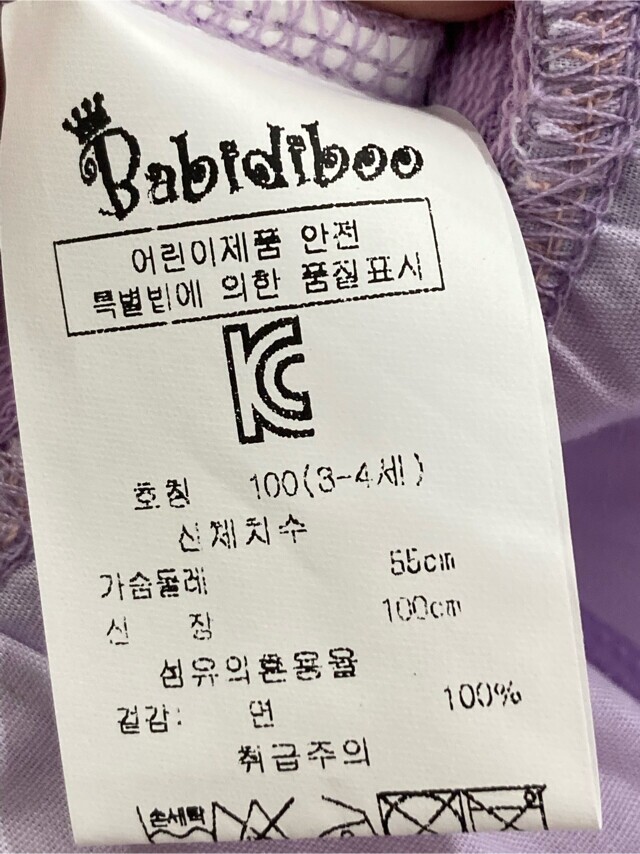 Babidiboo
어린이제품 안전
특별법에 의한 품질표시
KC
호칭 100(3-4세)
신체치수
가슴둘레 55cm
신 장 100cm
섬유의혼용율
겉감: 면 100%
취급주의
손세탁